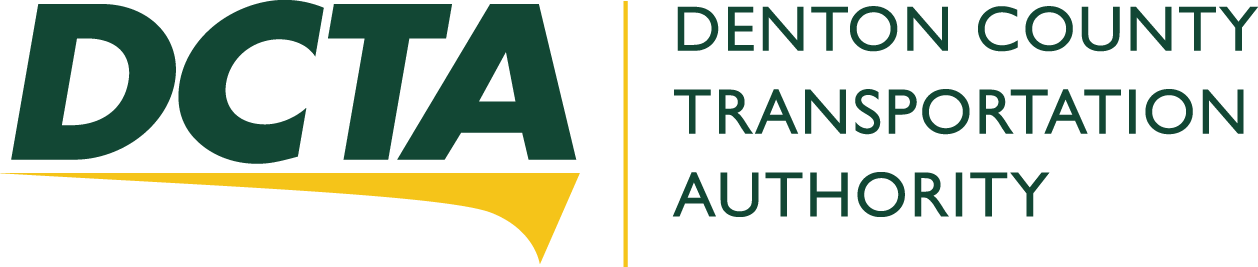 DCTA
DENTON COUNTY
TRANSPORTATION
AUTHORITY